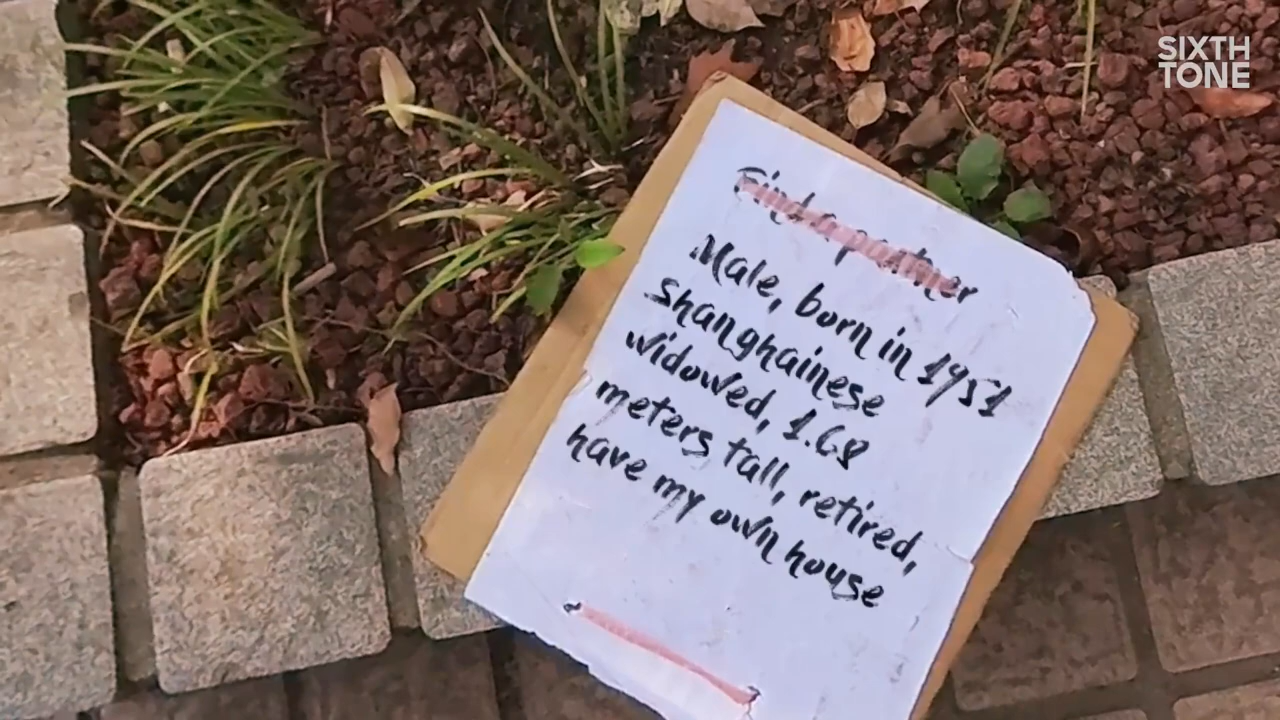 SIXTH
TONE
Find a partner
Male, born in 1951
Shanghainese
widowed, 1.68
meters tall, retired,
have my own house